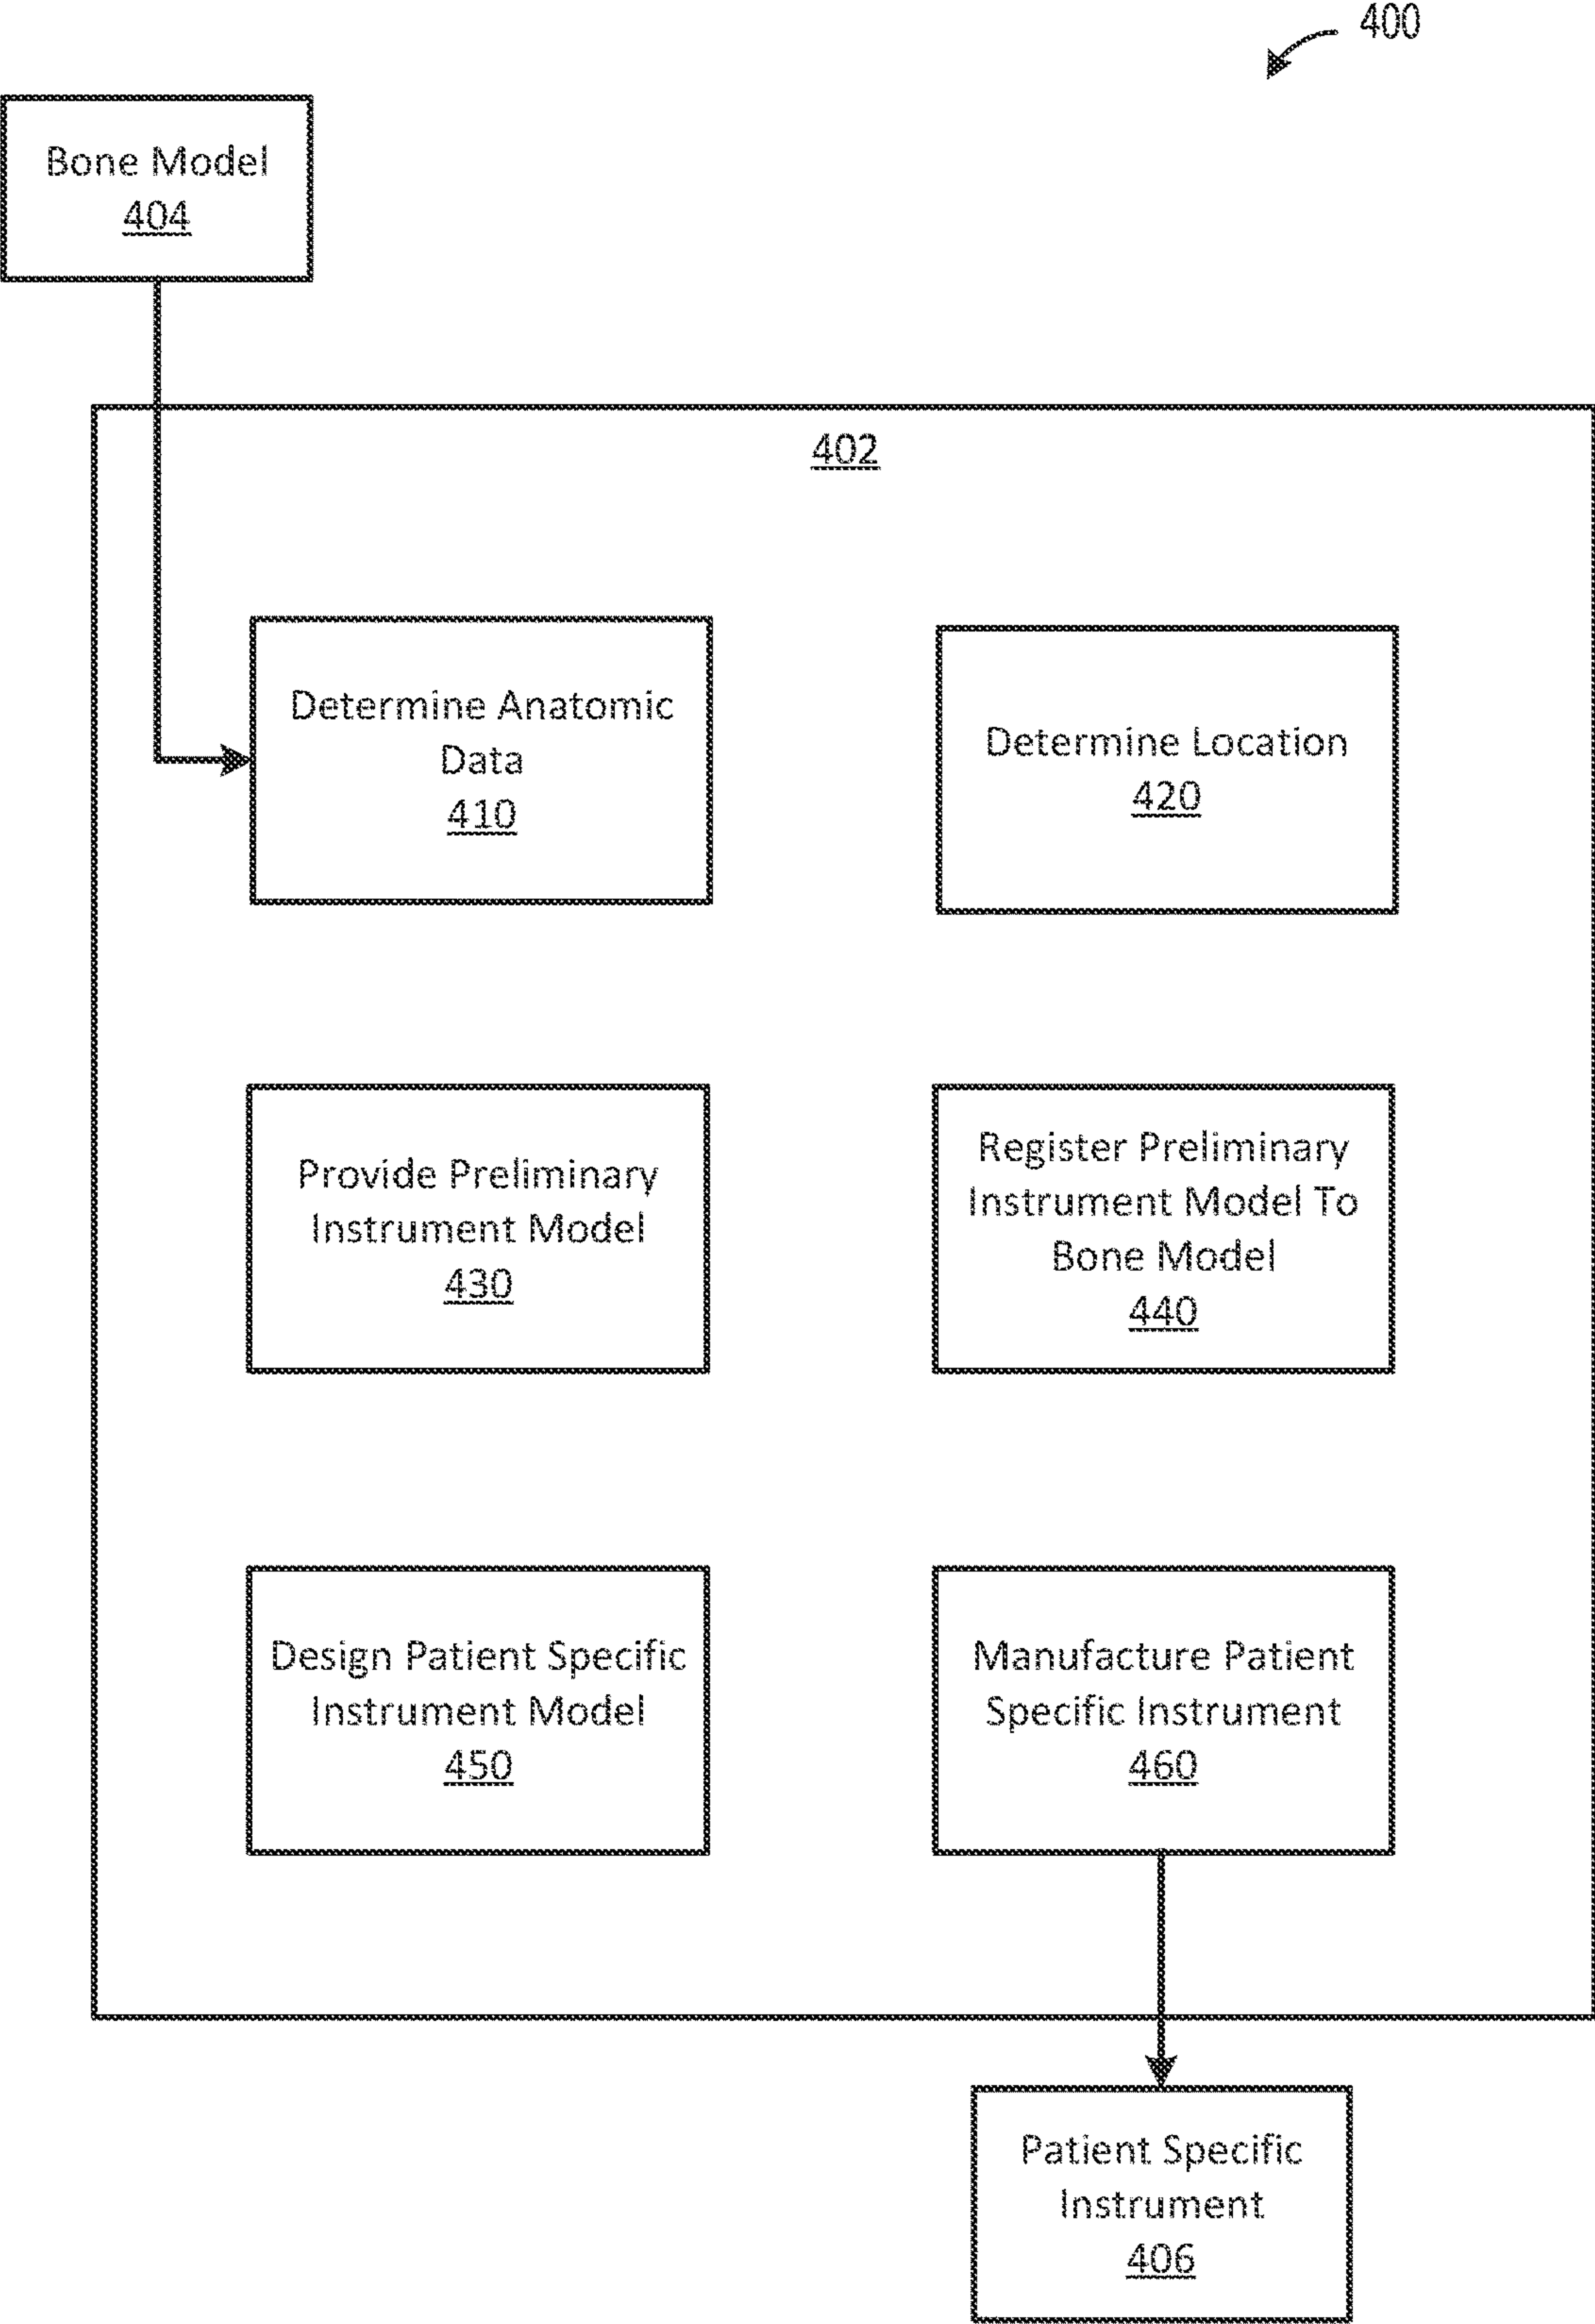 400
Bone Model
404
402
Determine Anatomic
Data
410
Determine Location
420
Provide Preliminary
Instrument Model
430
Register Preliminary
Instrument Model To
Bone Model
440
Design Patient Specific
Instrument Model
450
Manufacture Patient
Specific Instrument
460
Patient Specific
Instrument
406